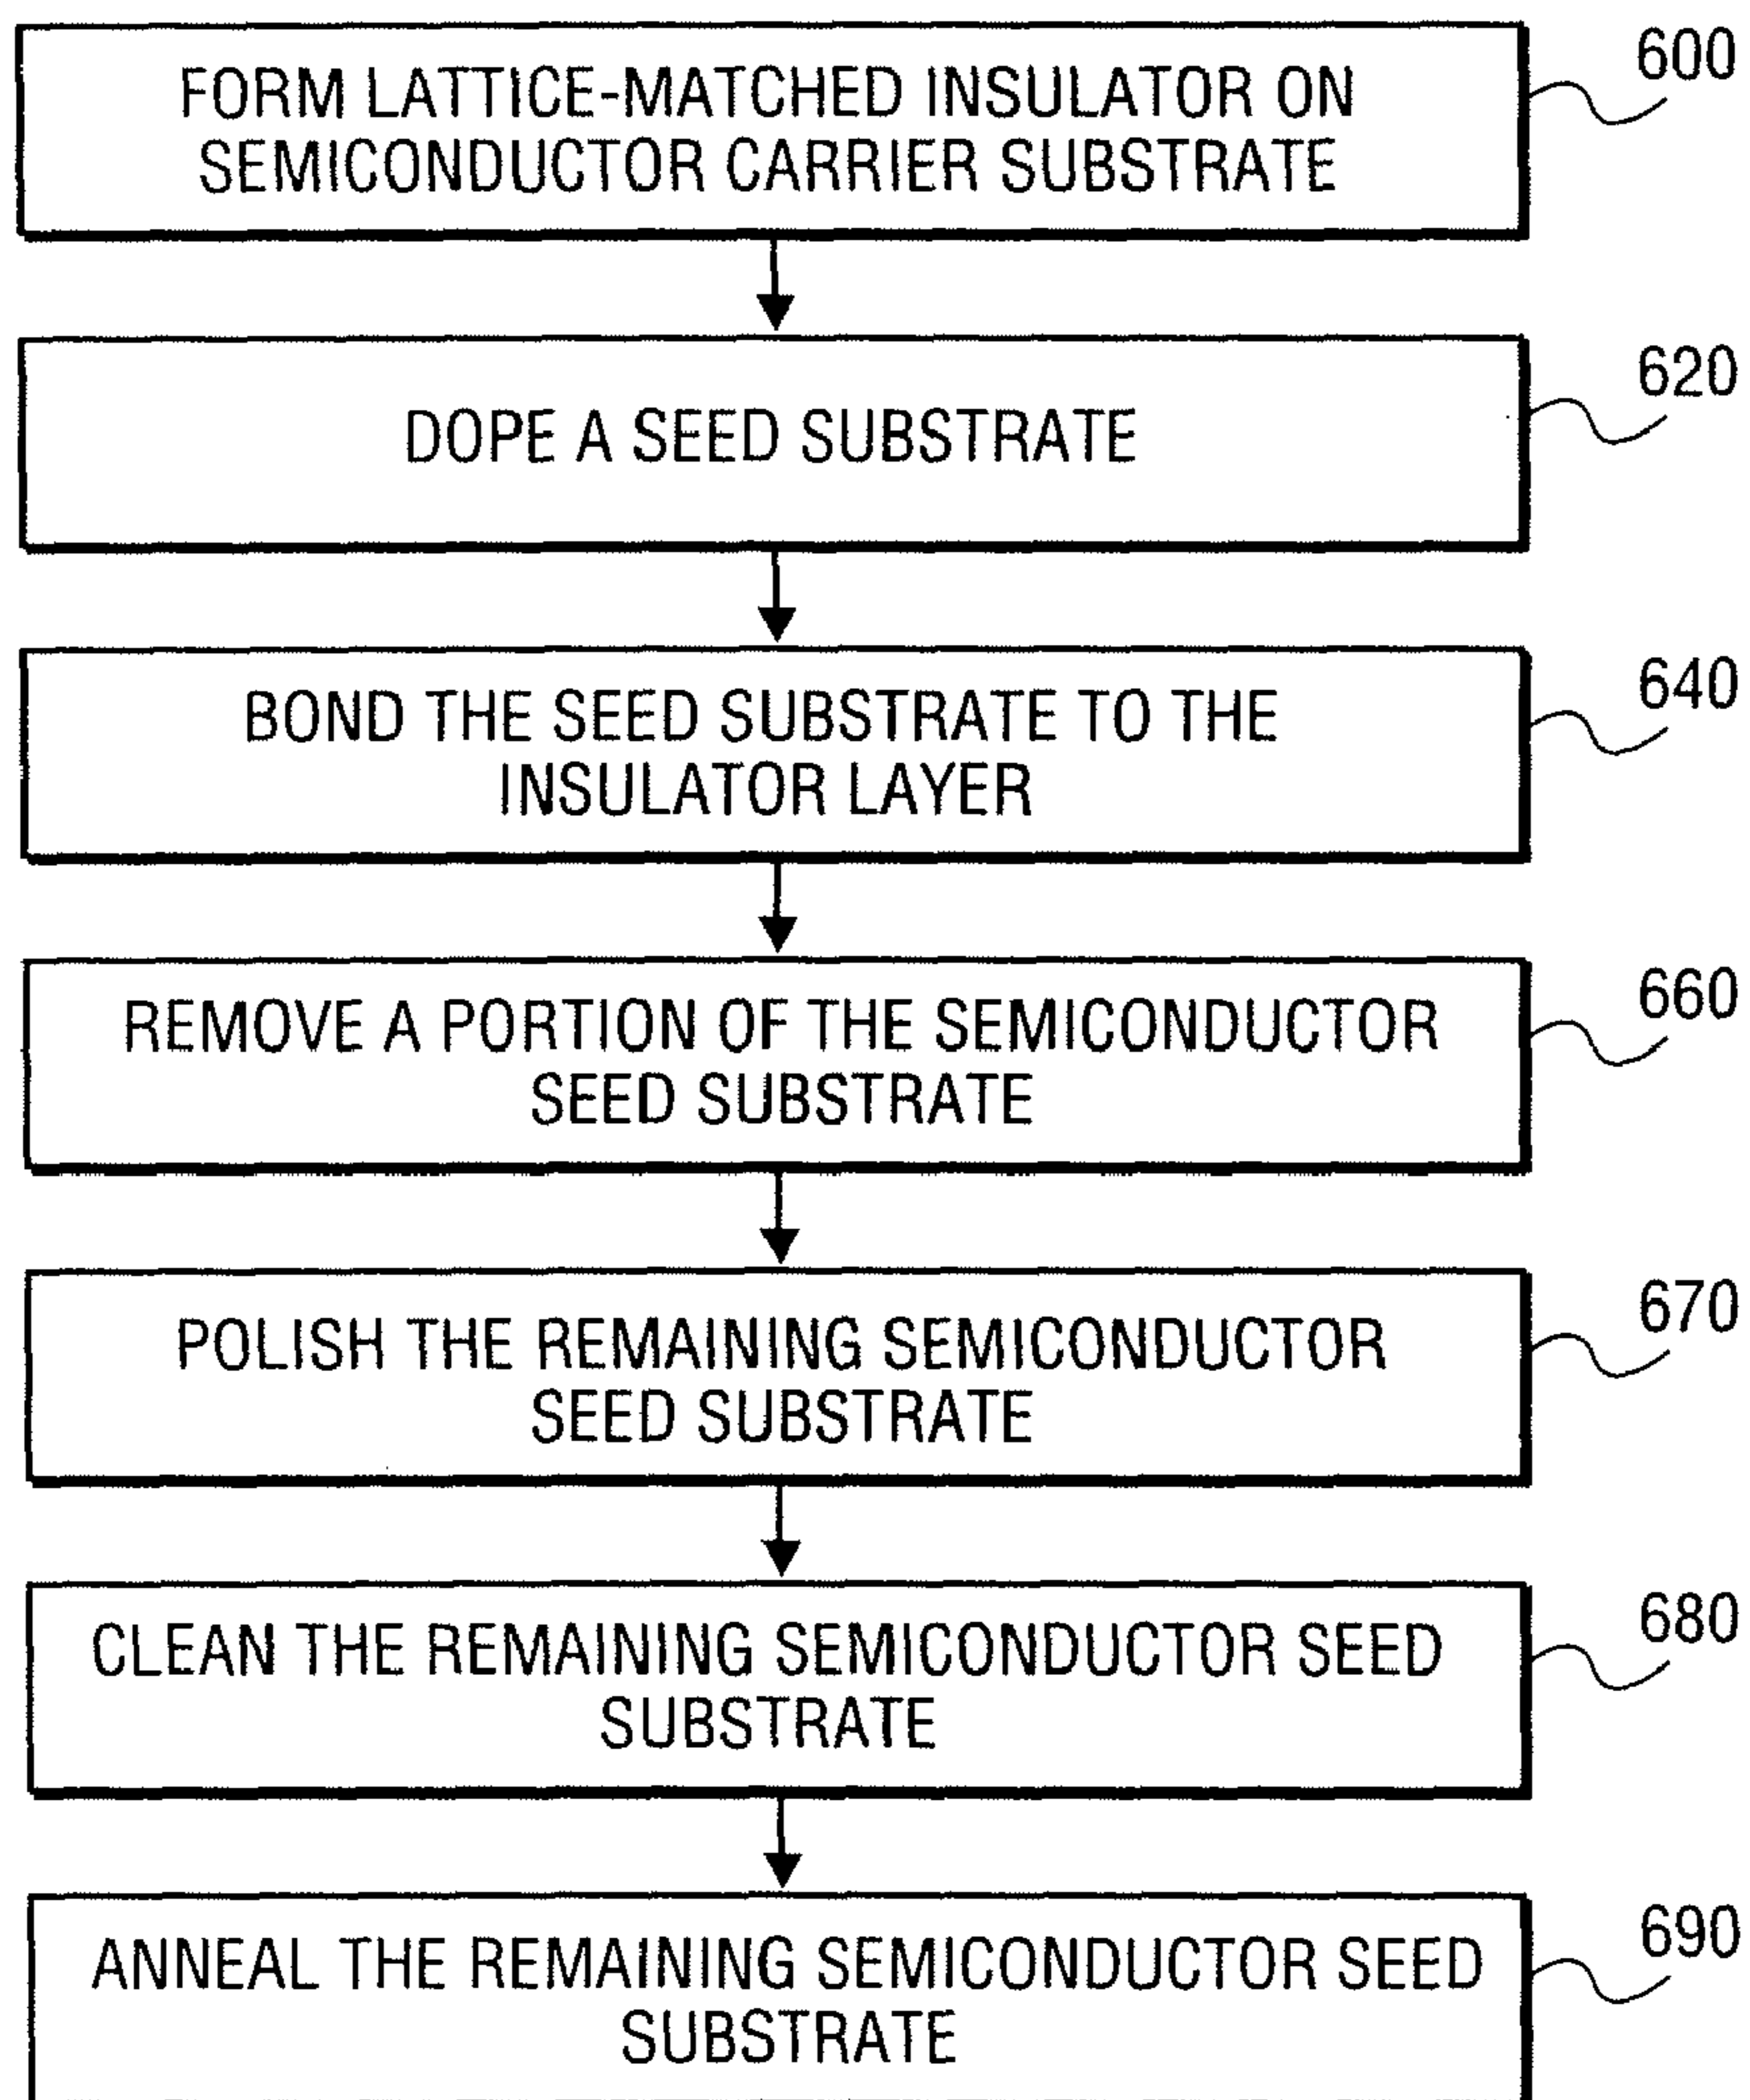 600
FORM LATTICE-MATCHED INSULATOR ON
SEMICONDUCTOR CARRIER SUBSTRATE
620
DOPE A SEED SUBSTRATE
640
BOND THE SEED SUBSTRATE TO THE
INSULATOR LAYER
660
REMOVE A PORTION OF THE SEMICONDUCTOR
SEED SUBSTRATE
670
POLISH THE REMAINING SEMICONDUCTOR
SEED SUBSTRATE
680
CLEAN THE REMAINING SEMICONDUCTOR SEED
SUBSTRATE
690
ANNEAL THE REMAINING SEMICONDUCTOR SEED
SUBSTRATE